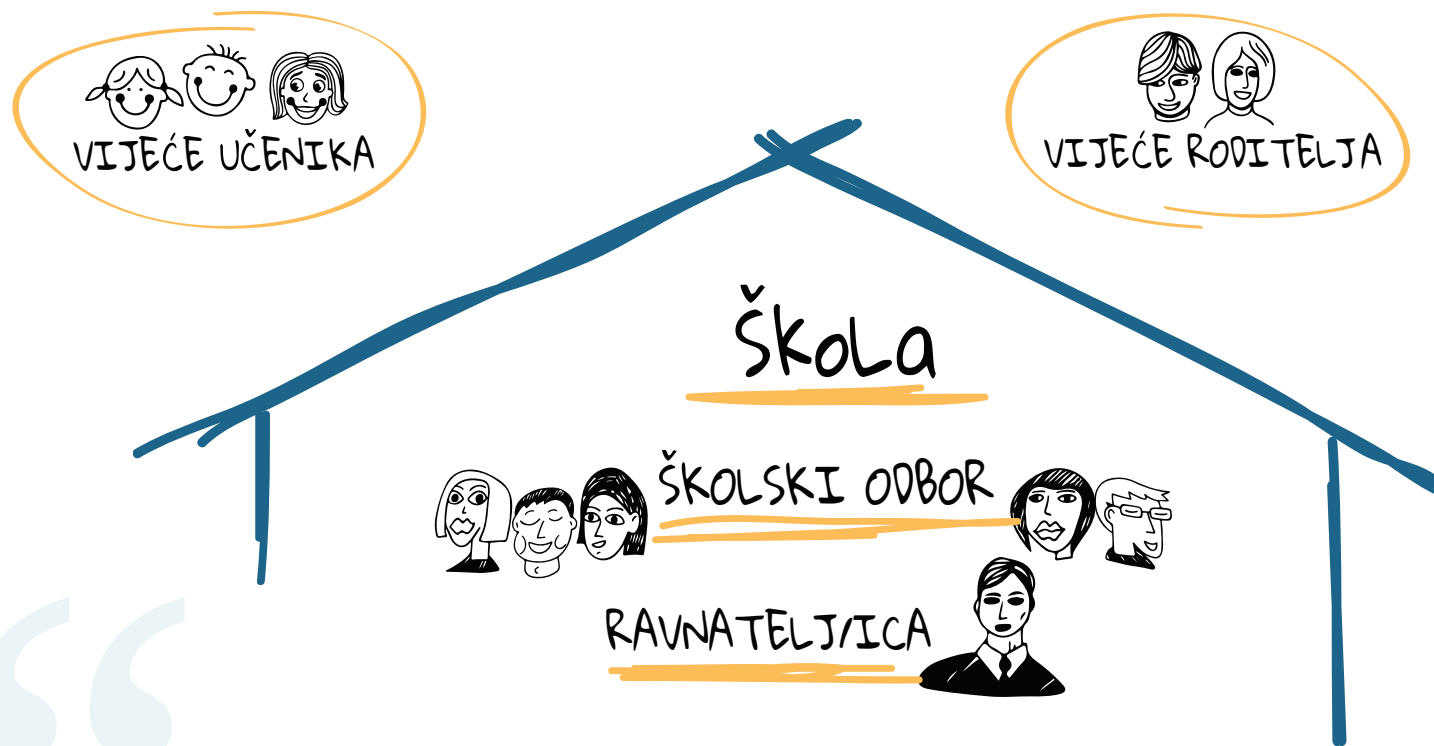 VIJEĆE UČENIKA
VIJEĆE RODITELJA
ŠKOLA
ŠKOLSKI ODBOR
RAVNATELJ/ICA